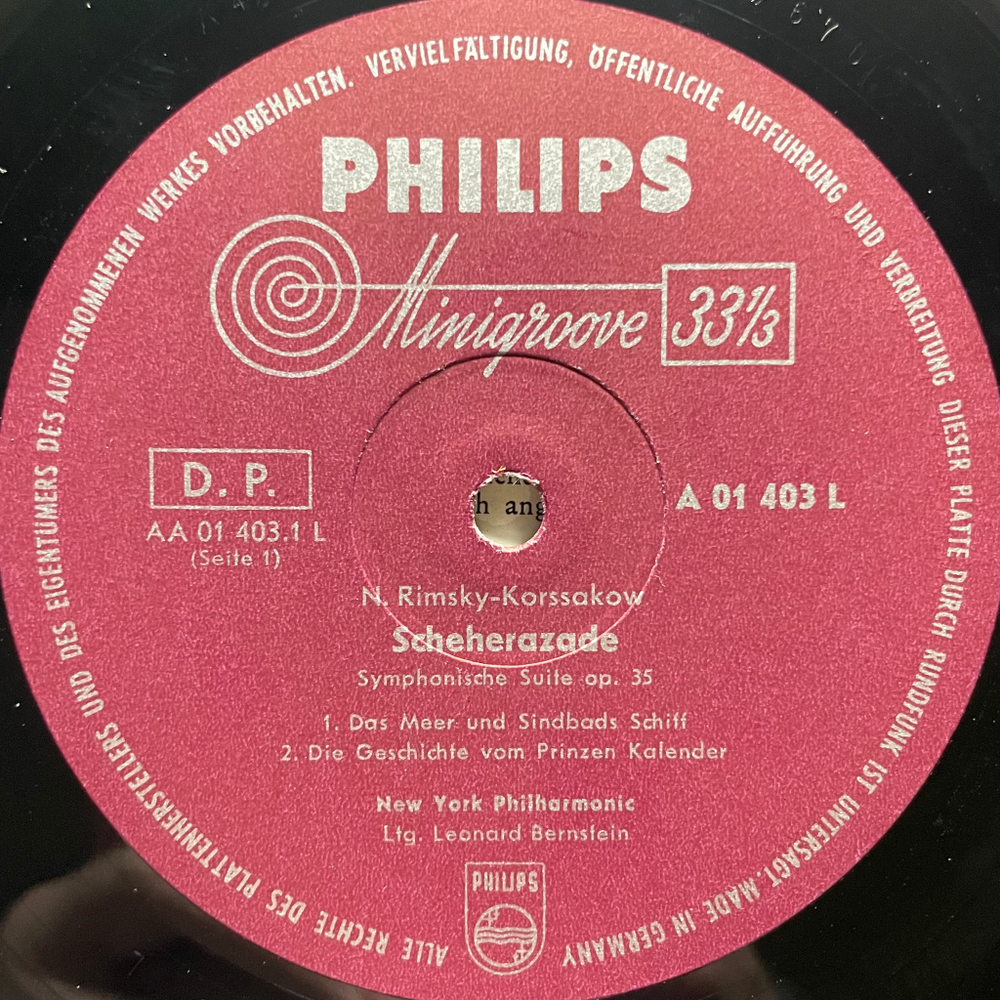 ALLE RECHTE DES PLATTENHERSTELLERS UND DES EIGENTÜMERS DES AUFGENOMMENEN WERKES VORBEHALTEN. VERVIELFÄLTIGUNG, ÖFFENTLICHE AUFFÜHRUNG UND VERBREITUNG DIESER PLATTE DURCH RUNDFUNK IST UNTERSAGT. MADE IN GERMANY
PHILIPS
Minigroove 33 1/3
D. P.
AA 01 403.1 L
(Seite 1)
A 01 403 L
h ang
N. Rimsky-Korssakow
Scheherazade
Symphonische Suite op. 35
1. Das Meer und Sindbads Schiff
2. Die Geschichte vom Prinzen Kalender
New York Philharmonic
Ltg. Leonard Bernstein
PHILIPS